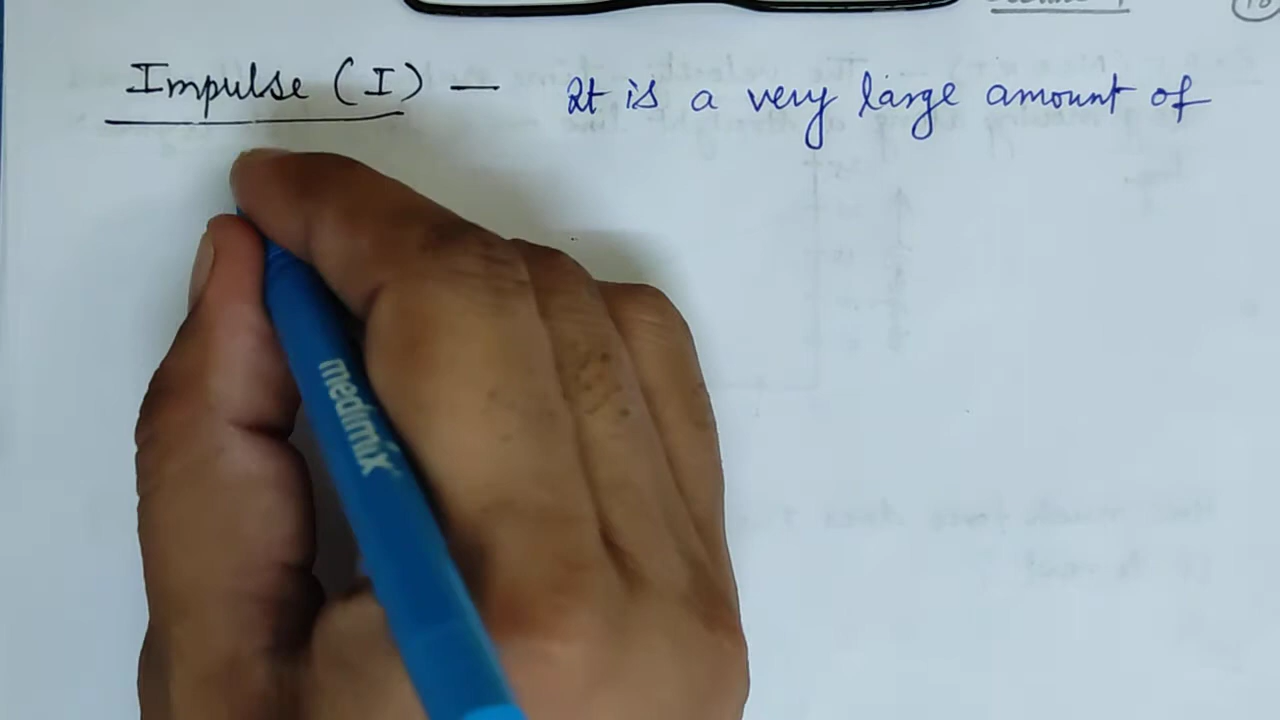 Impulse (I) — It is a very large amount of
medimix